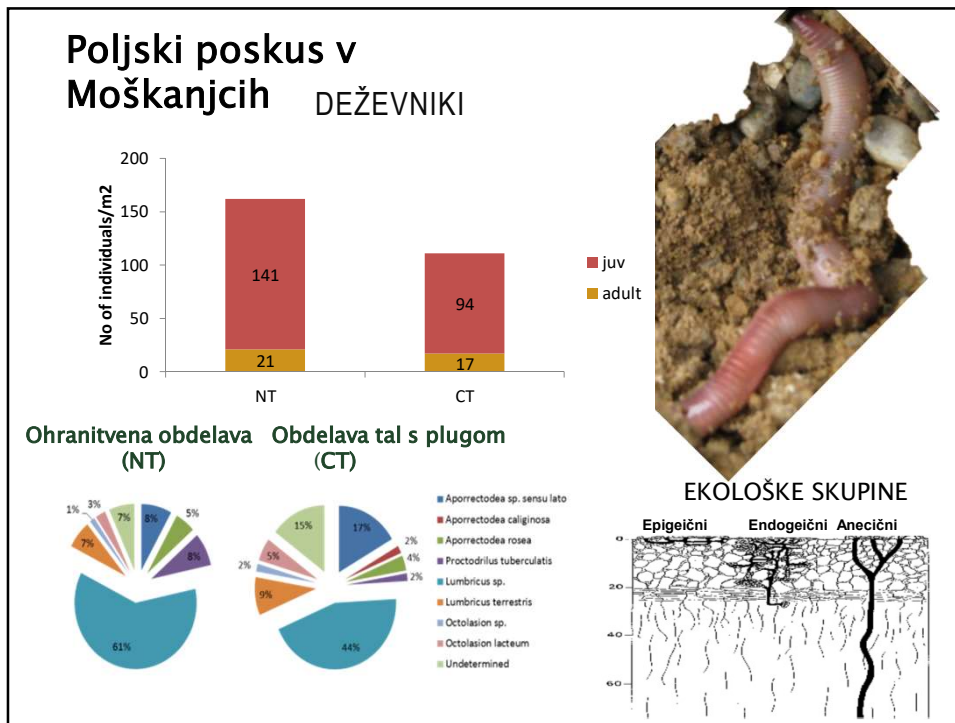 Poljski poskus v
Moškanjcih
DEŽEVNIKI
No of individuals/m2
200
150
100
50
0
141
21
94
17
NT
CT
juv
adult
Ohranitvena obdelava
(NT)
Obdelava tal s plugom
(CT)
8%
5%
8%
61%
7%
1%
3%
7%
17%
2%
4%
2%
44%
9%
2%
5%
15%
Aporrectodea sp. sensu lato
Aporrectodea caliginosa
Aporrectodea rosea
Proctodrilus tuberculatis
Lumbricus sp.
Lumbricus terrestris
Octolasion sp.
Octolasion lacteum
Undetermined
EKOLOŠKE SKUPINE
Epigeični Endogeični Anecični
0
20
40
60